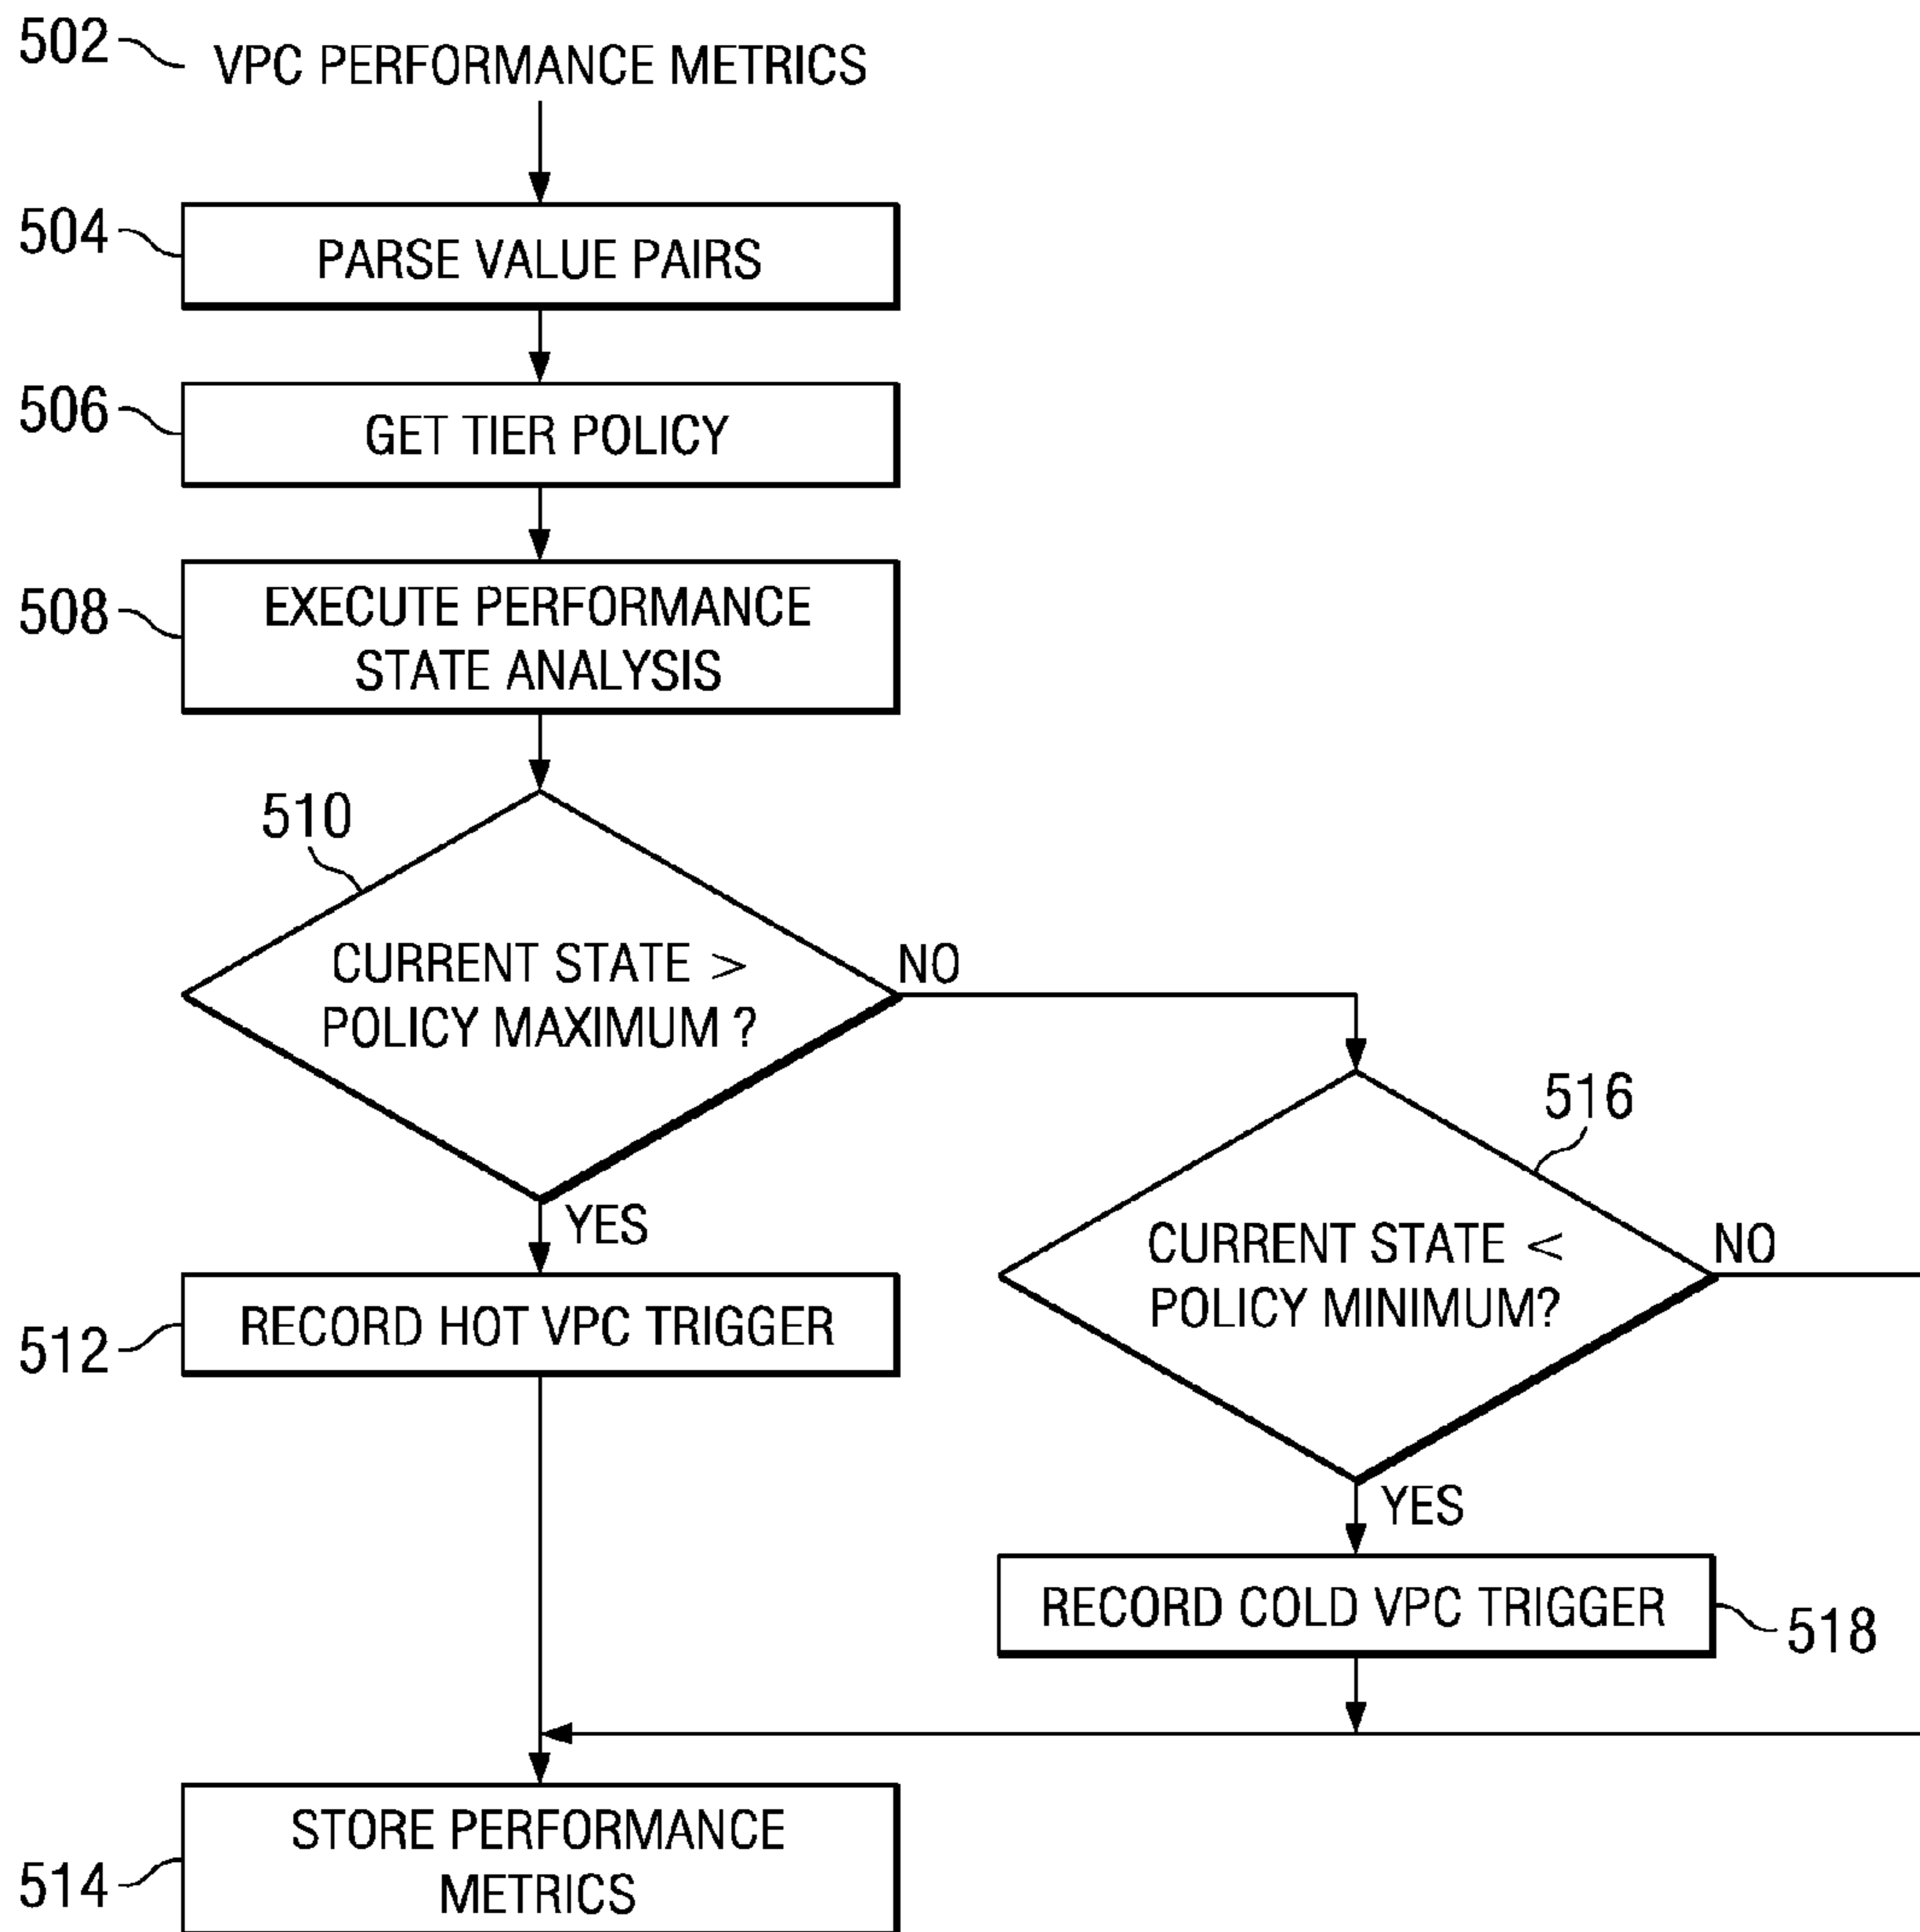 502
VPC PERFORMANCE METRICS
504
PARSE VALUE PAIRS
506
GET TIER POLICY
508
EXECUTE PERFORMANCE
STATE ANALYSIS
510
CURRENT STATE >
POLICY MAXIMUM ?
NO
YES
512
RECORD HOT VPC TRIGGER
516
CURRENT STATE <
POLICY MINIMUM?
NO
YES
RECORD COLD VPC TRIGGER
518
514
STORE PERFORMANCE
METRICS